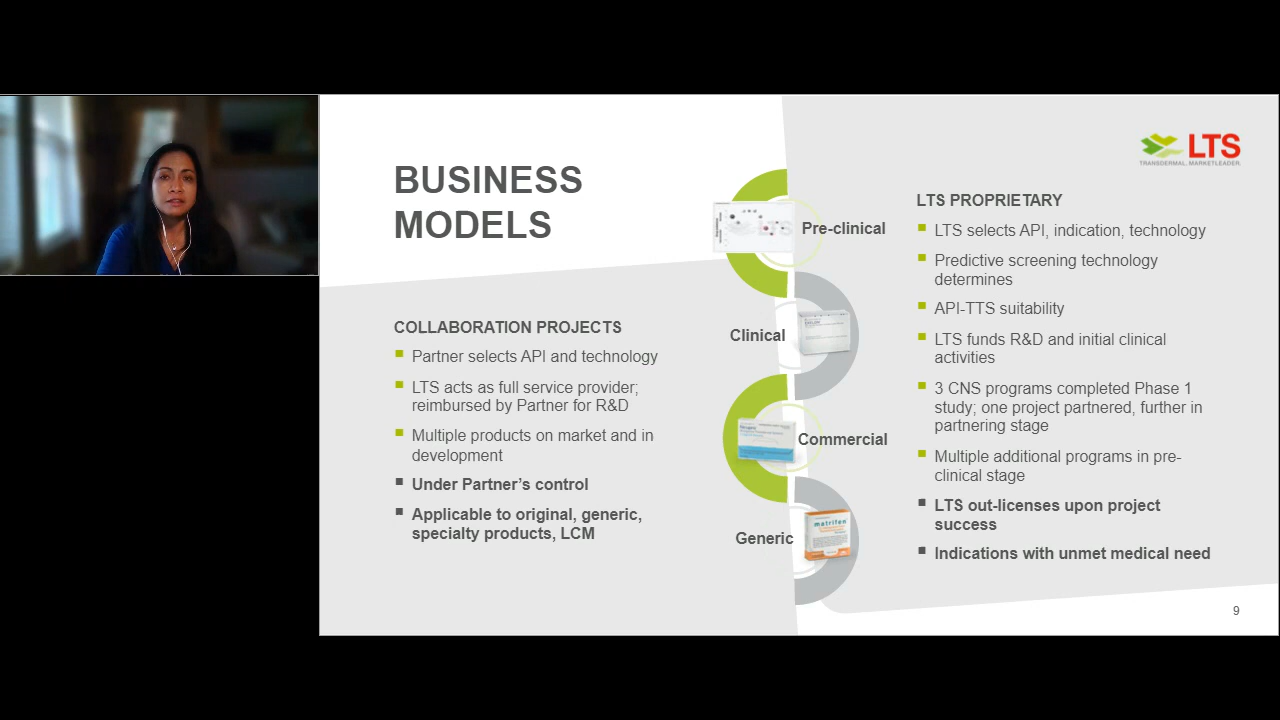 BUSINESS
MODELS
COLLABORATION PROJECTS
Partner selects API and technology
LTS acts as full service provider;
reimbursed by Partner for R&D
Multiple products on market and in
development
Under Partner's control
Applicable to original, generic,
specialty products, LCM
Pre-clinical
Clinical
Commercial
Generic
matrifen
LTS
TRANSDERMAL. MARKETLEADER.
LTS PROPRIETARY
LTS selects API, indication, technology
Predictive screening technology
determines
API-TTS suitability
LTS funds R&D and initial clinical
activities
3 CNS programs completed Phase 1
study; one project partnered, further in
partnering stage
Multiple additional programs in pre-
clinical stage
LTS out-licenses upon project
success
Indications with unmet medical need
9